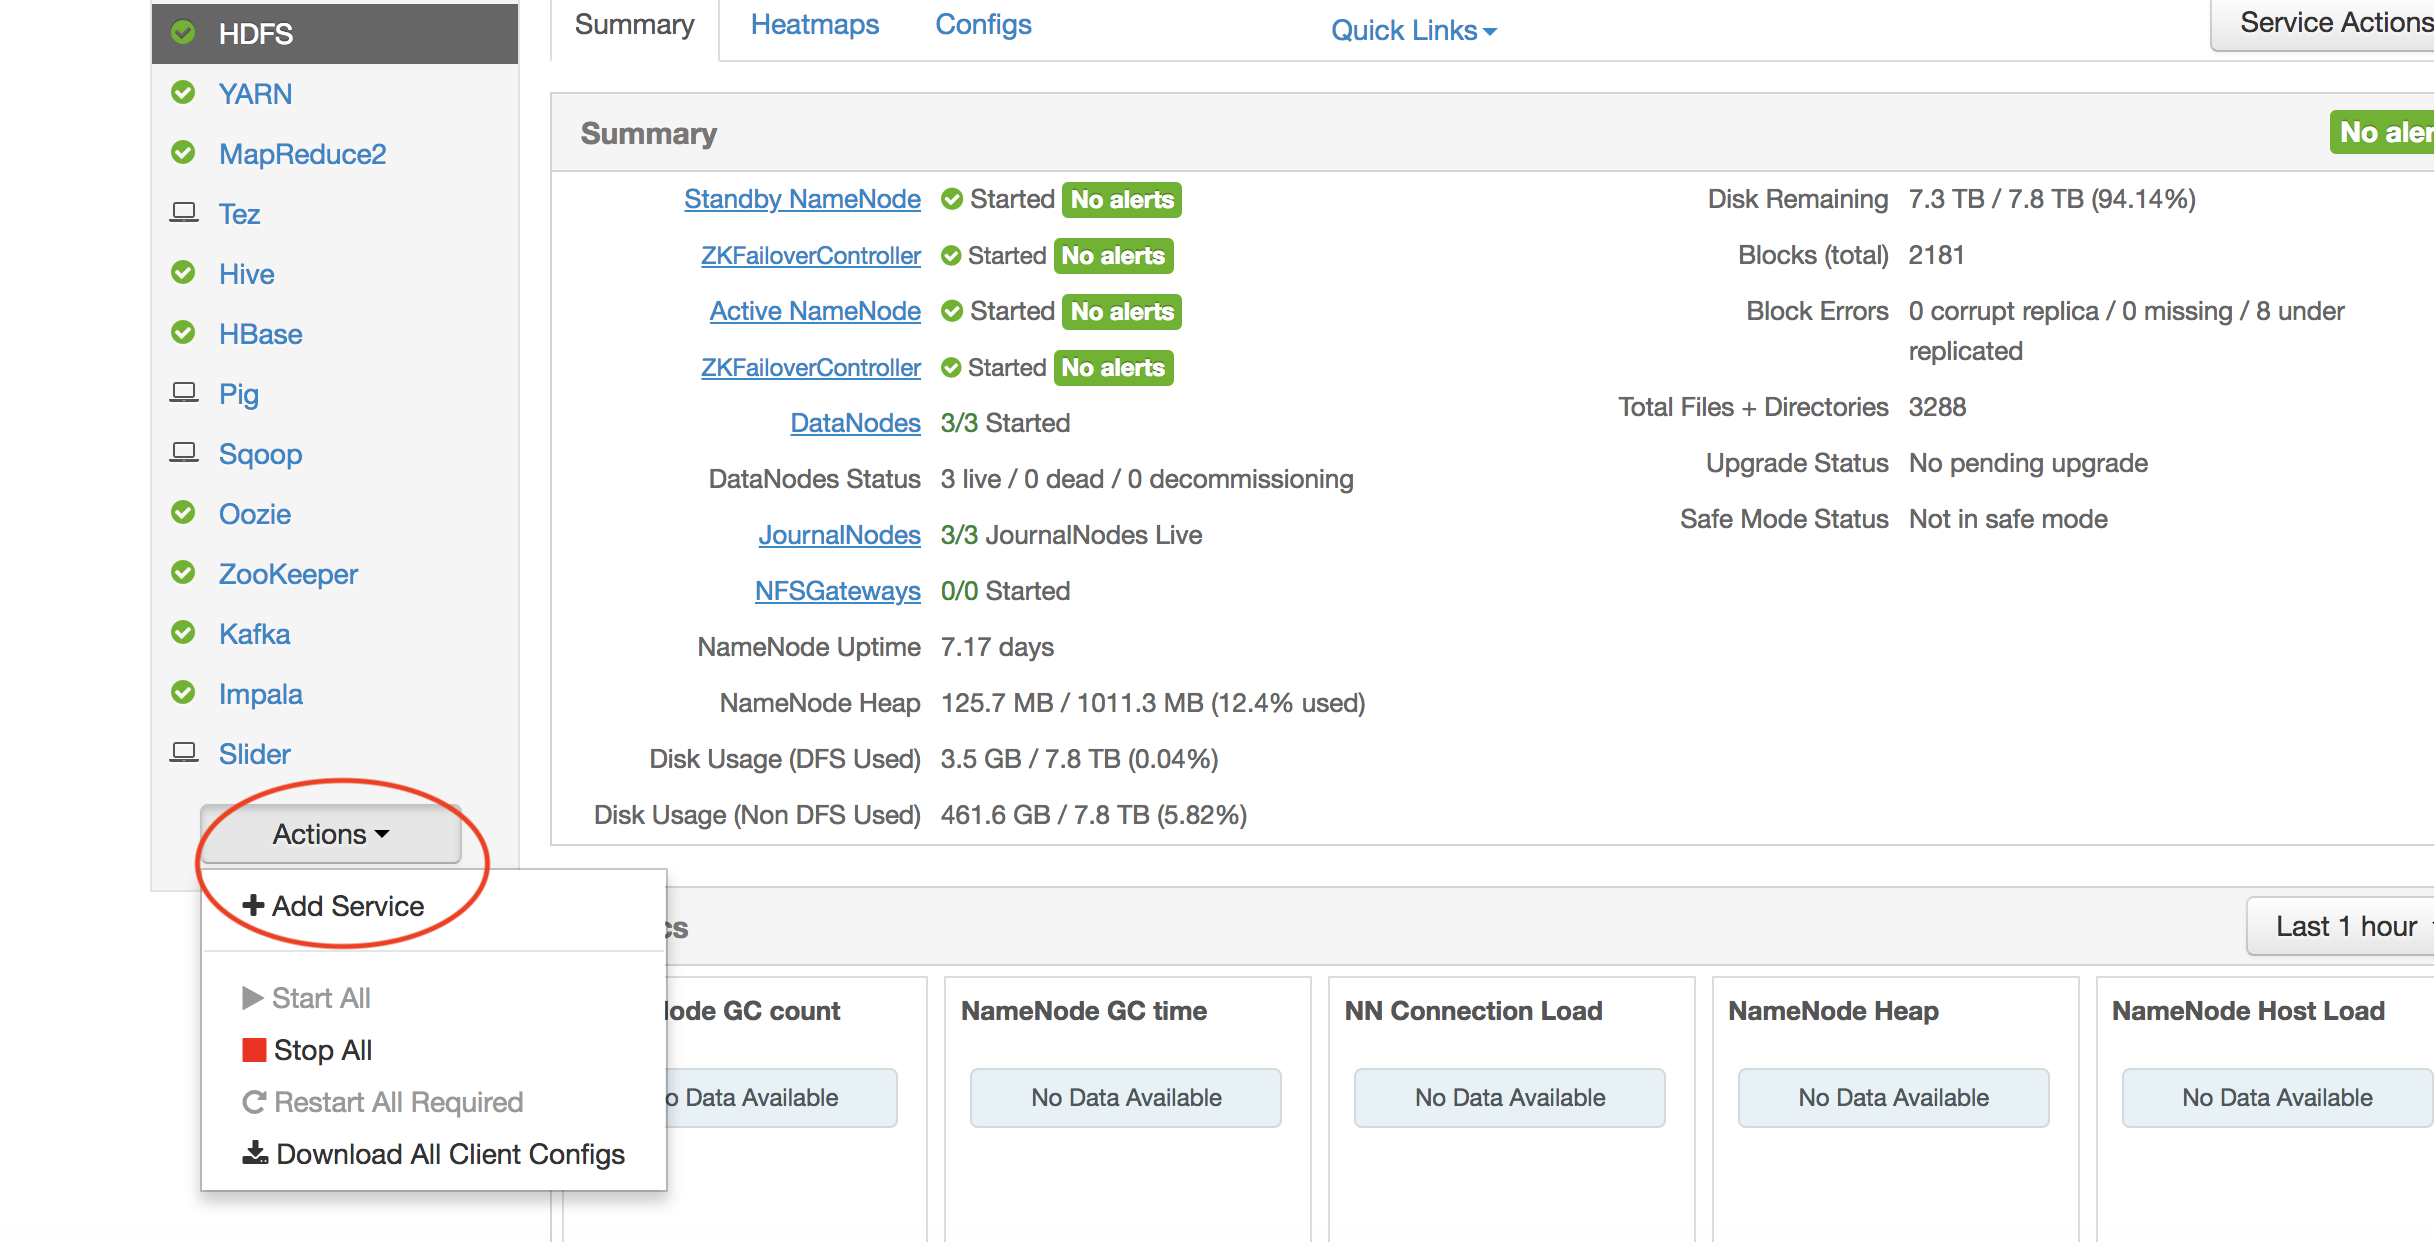 HDFS
YARN
MapReduce2
Tez
Hive
HBase
Pig
Sqoop
Oozie
ZooKeeper
Kafka
Impala
Slider
Actions
Add Service
Start All
Stop All
Restart All Required
Download All Client Configs
Summary Heatmaps Configs Quick Links
Service Actions
Summary
No aler
Standby NameNode Started No alerts
ZKFailoverController Started No alerts
Active NameNode Started No alerts
ZKFailoverController Started No alerts
DataNodes 3/3 Started
DataNodes Status 3 live / 0 dead / 0 decommissioning
JournalNodes 3/3 JournalNodes Live
NFSGateways 0/0 Started
NameNode Uptime 7.17 days
NameNode Heap 125.7 MB / 1011.3 MB (12.4% used)
Disk Usage (DFS Used) 3.5 GB / 7.8 TB (0.04%)
Disk Usage (Non DFS Used) 461.6 GB / 7.8 TB (5.82%)
Disk Remaining 7.3 TB / 7.8 TB (94.14%)
Blocks (total) 2181
Block Errors 0 corrupt replica / 0 missing / 8 under
replicated
Total Files + Directories 3288
Upgrade Status No pending upgrade
Safe Mode Status Not in safe mode
cs
Last 1 hour
ode GC count
o Data Available
NameNode GC time
No Data Available
NN Connection Load
No Data Available
NameNode Heap
No Data Available
NameNode Host Load
No Data Available